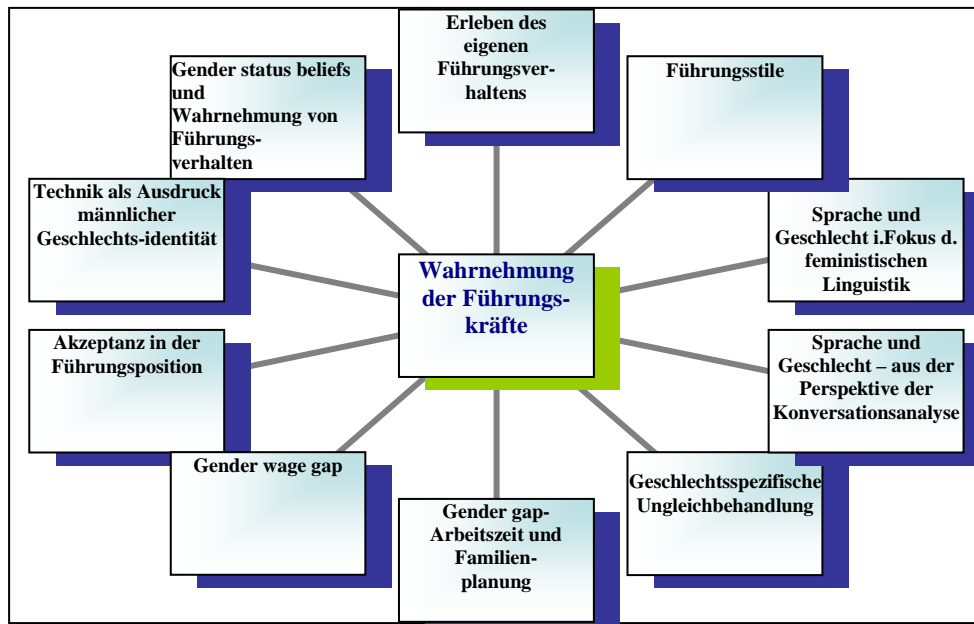 Erleben des
eigenen
Führungsver-
haltens
Gender status beliefs
und
Wahrnehmung von
Führungs-
verhalten
Führungsstile
Technik als Ausdruck
männlicher
Geschlechts-identität
Sprache und
Geschlecht i.Fokus d.
feministischen
Linguistik
Wahrnehmung
der Führungs-
kräfte
Akzeptanz in der
Führungsposition
Sprache und
Geschlecht – aus der
Perspektive der
Konversationsanalyse
Gender wage gap
Geschlechtsspezifische
Ungleichbehandlung
Gender gap-
Arbeitszeit und
Familien-
planung